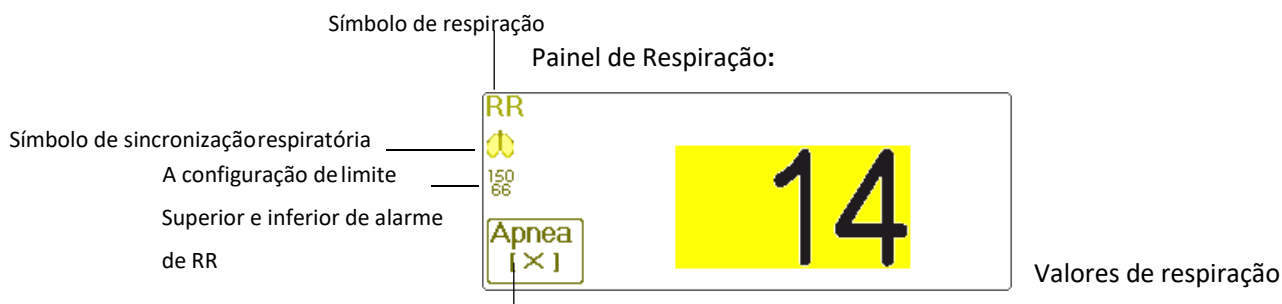 Símbolo de respiração
Painel de Respiração:
RR
Símbolo de sincronização respiratória
A configuração de limite
150
66
Superior e inferior de alarme
de RR
Apnea
[×]
14
Valores de respiração